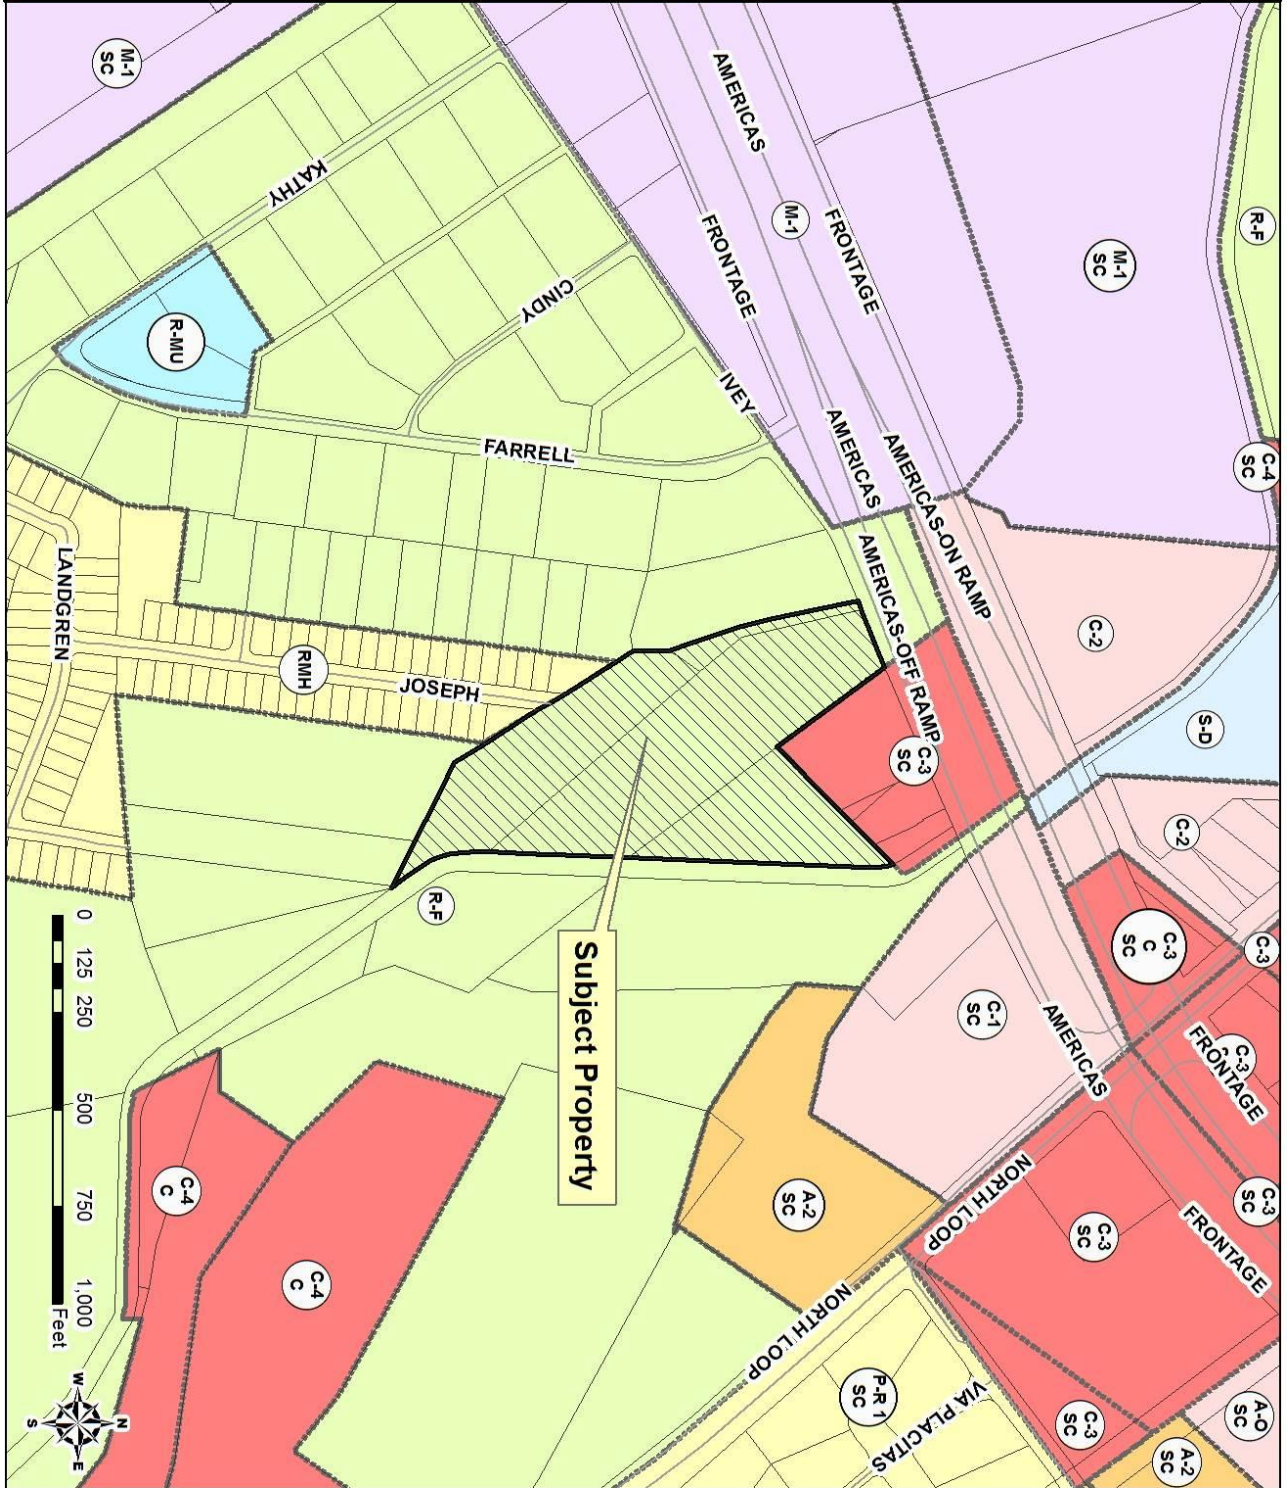 M-1
SC
KATHY
R-MU
CINDY
FARRELL
IVEY
AMERICAS
FRONTAGE
M-1
FRONTAGE
M-1
SC
R-F
C-4
SC
AMERICAS
AMERICAS-ON RAMP
AMERICAS-OFF RAMP
C-2
S-D
C-2
LANDGREN
RMH
JOSEPH
C-3
SC
R-F
Subject Property
C-3
C
SC
C-3
C-1
SC
AMERICAS
C-3
FRONTAGE
C-3
SC
FRONTAGE
C-3
SC
NORTH LOOP
A-2
SC
NORTH LOOP
P-R 1
SC
VIA PLACITAS
C-3
SC
A-O
SC
A-2
SC
C-4
C
C-4
C
0 125 250 500 750 1,000
Feet
N
W
E
S